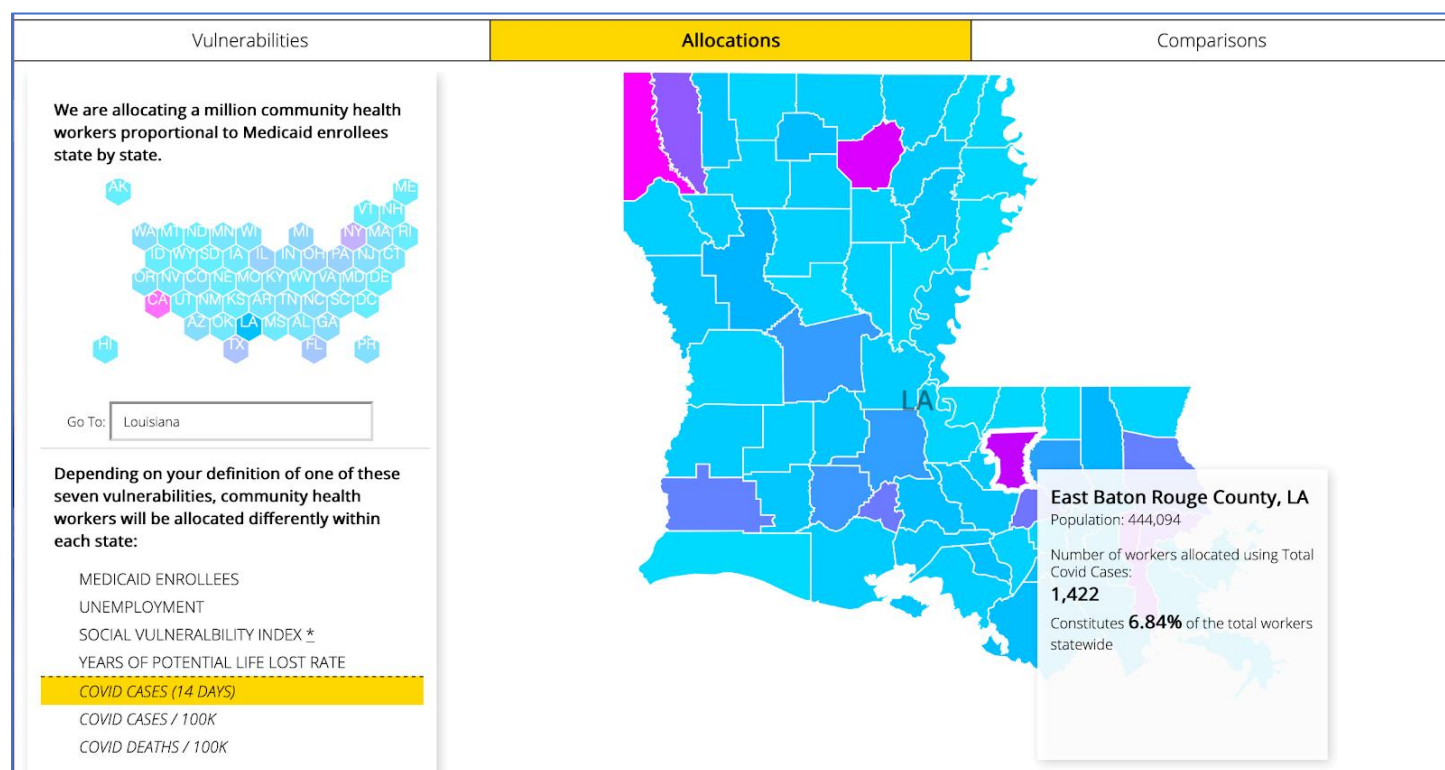 Vulnerabilities
Allocations
Comparisons
We are allocating a million community health
workers proportional to Medicaid enrollees
state by state.
AK
ME
VT NH
WA MT ND MN WI MI NY MA RI
ID WY SD IA IL IN OH PA NJ CT
OR NV CO NE MO KY WV VA MD DE
CA UT NM KS AR TN NC SC DC
AZ OK LA MS AL GA
HI TX FL PR
Go To: Louisiana
Depending on your definition of one of these
seven vulnerabilities, community health
workers will be allocated differently within
each state:
MEDICAID ENROLLEES
UNEMPLOYMENT
SOCIAL VULNERALBILITY INDEX *
YEARS OF POTENTIAL LIFE LOST RATE
COVID CASES (14 DAYS)
COVID CASES / 100K
COVID DEATHS / 100K
LA
East Baton Rouge County, LA
Population: 444,094
Number of workers allocated using Total
Covid Cases:
1,422
Constitutes 6.84% of the total workers
statewide